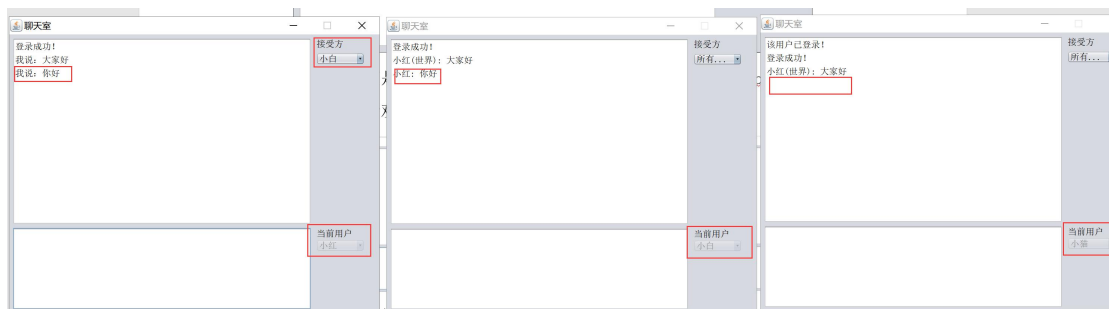 聊天室
登录成功！
我说：大家好
我说：你好
接受方
小白
当前用户
小红
聊天室
登录成功！
小红(世界)：大家好
小红：你好
接受方
所有...
当前用户
小白
聊天室
该用户已登录！
登录成功！
小红(世界)：大家好
接受方
所有...
当前用户
小猫